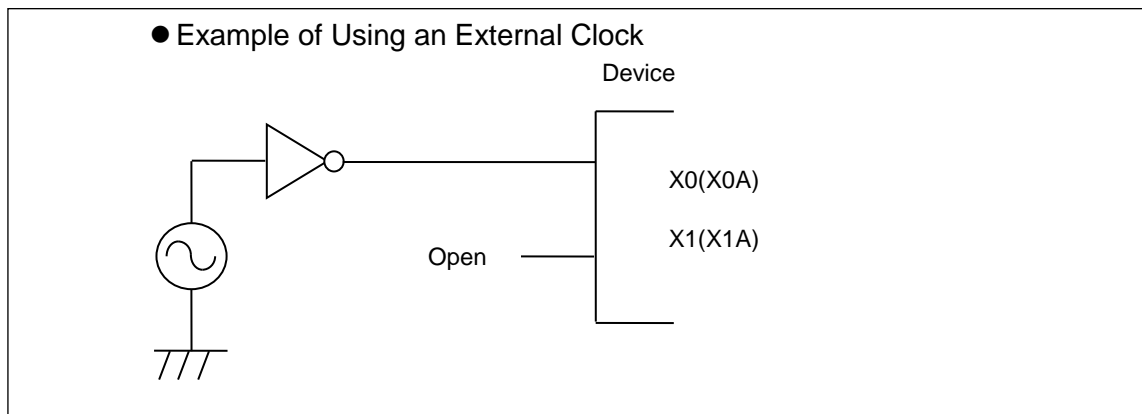 ● Example of Using an External Clock
Device
X0(X0A)
X1(X1A)
Open